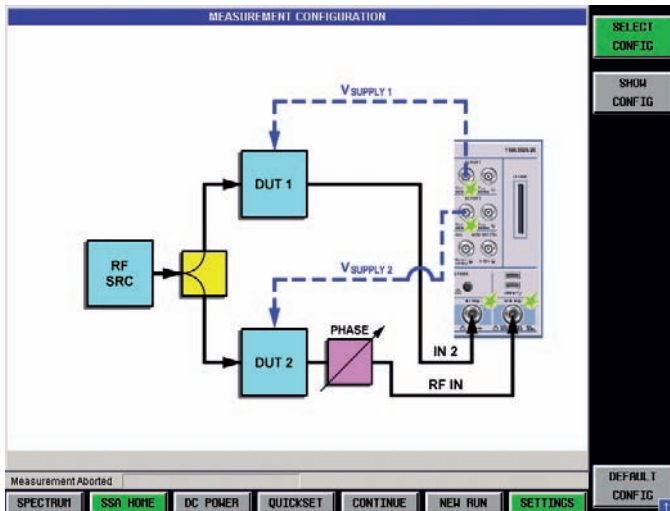 MEASUREMENT CONFIGURATION
SELECT
CONFIG
SHOW
CONFIG
VSUPPLY 1
DUT 1
RF
SRC
VSUPPLY 2
PHASE
DUT 2
IN 2
RF IN
Measurement Aborted
DEFAULT
CONFIG
SPECTRUM
SSA HOME
DC POWER
QUICKSET
CONTINUE
NEW RUN
SETTINGS